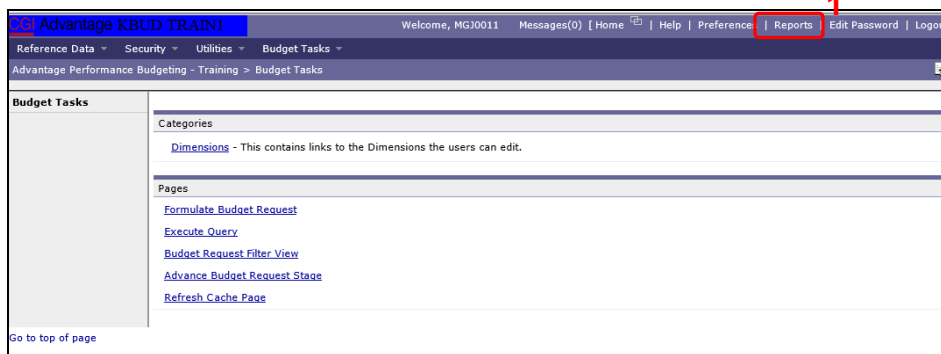 1
CGI Advantage KBUD TRAIN1 Welcome, MGJ0011 Messages(0) [ Home | Help | Preferences | Reports | Edit Password | Logou
Reference Data Security Utilities Budget Tasks
Advantage Performance Budgeting - Training > Budget Tasks
Budget Tasks
Categories
Dimensions - This contains links to the Dimensions the users can edit.
Pages
Formulate Budget Request
Execute Query
Budget Request Filter View
Advance Budget Request Stage
Refresh Cache Page
Go to top of page